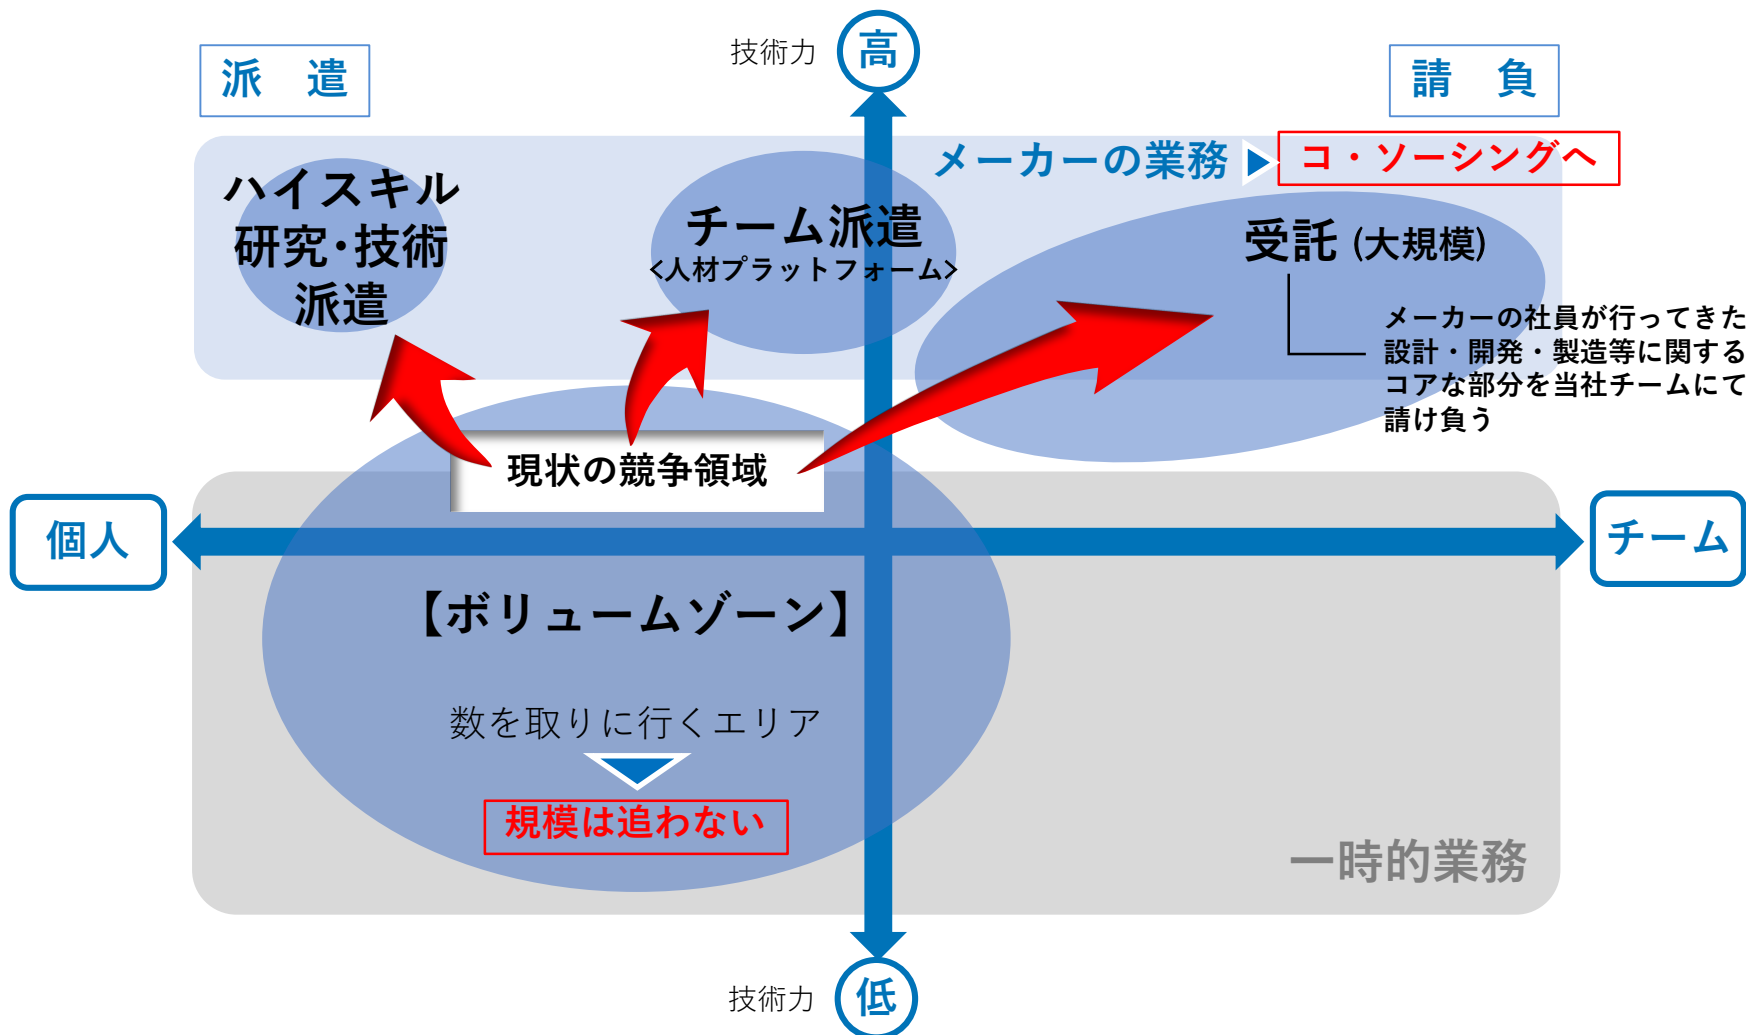 技術力
高
派　遣
請　負
メーカーの業務
コ・ソーシングへ
ハイスキル
研究・技術
派遣
チーム派遣
<人材プラットフォーム>
受託 (大規模)
メーカーの社員が行ってきた
設計・開発・製造等に関する
コアな部分を当社チームにて
請け負う
現状の競争領域
個人
チーム
【ボリュームゾーン】
数を取りに行くエリア
規模は追わない
一時的業務
技術力
低